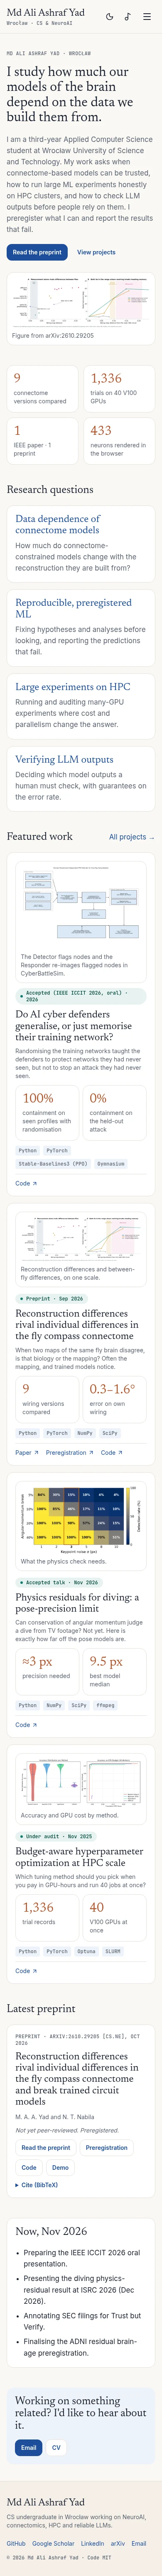 Md Ali Ashraf Yad
Wrocław · CS & NeuroAI
MD ALI ASHRAF YAD · WROCŁAW
I study how much our
models of the brain
depend on the data we
build them from.
I am a third-year Applied Computer Science
student at Wrocław University of Science
and Technology. My work asks when
connectome-based models can be trusted,
how to run large ML experiments honestly
on HPC clusters, and how to check LLM
outputs before people rely on them. I
preregister what I can and report the results
that fail.
Read the preprint
View projects
Figure from arXiv:2610.29205
9
connectome
versions compared
1,336
trials on 40 V100
GPUs
1
IEEE paper · 1
preprint
433
neurons rendered in
the browser
Research questions
Data dependence of
connectome models
How much do connectome-
constrained models change with the
reconstruction they are built from?
Reproducible, preregistered
ML
Fixing hypotheses and analyses before
looking, and reporting the predictions
that fail.
Large experiments on HPC
Running and auditing many-GPU
experiments where cost and
parallelism change the answer.
Verifying LLM outputs
Deciding which model outputs a
human must check, with guarantees on
the error rate.
Featured work
All projects →
The Detector flags nodes and the
Responder re-images flagged nodes in
CyberBattleSim.
Accepted (IEEE ICCIT 2026, oral) ·
2026
Do AI cyber defenders
generalise, or just memorise
their training network?
Randomising training networks taught the
defenders to protect networks they had never
seen, but not to stop an attack they had never
seen.
100%
containment on
seen profiles with
randomisation
0%
containment on
the held-out
attack
Python
PyTorch
Stable-Baselines3 (PPO)
Gymnasium
Code ↗
Reconstruction differences and between-
fly differences, on one scale.
Preprint · Sep 2026
Reconstruction differences
rival individual differences in
the fly compass connectome
When two maps of the same fly brain disagree,
is that biology or the mapping? Often the
mapping, and trained models notice.
9
wiring versions
compared
0.3–1.6°
error on own
wiring
Python
PyTorch
NumPy
SciPy
Paper ↗
Preregistration ↗
Code ↗
What the physics check needs.
Accepted talk · Nov 2026
Physics residuals for diving: a
pose-precision limit
Can conservation of angular momentum judge
a dive from TV footage? Not yet. Here is
exactly how far off the pose models are.
≈3 px
precision needed
9.5 px
best model
median
Python
NumPy
SciPy
ffmpeg
Code ↗
Accuracy and GPU cost by method.
Under audit · Nov 2025
Budget-aware hyperparameter
optimization at HPC scale
Which tuning method should you pick when
you pay in GPU-hours and run 40 jobs at once?
1,336
trial records
40
V100 GPUs at
once
Python
PyTorch
Optuna
SLURM
Code ↗
Latest preprint
PREPRINT · ARXIV:2610.29205 [CS.NE], OCT
2026
Reconstruction differences
rival individual differences in
the fly compass connectome
and break trained circuit
models
M. A. A. Yad and N. T. Nabila
Not yet peer-reviewed. Preregistered.
Read the preprint
Preregistration
Code
Demo
Cite (BibTeX)
Now, Nov 2026
Preparing the IEEE ICCIT 2026 oral
presentation.
Presenting the diving physics-
residual work at ISRC 2026 (Dec
2026).
Annotating SEC filings for Trust but
Verify.
Finalising the ADNI residual brain-
age preregistration.
Working on something
related? I'd like to hear about
it.
Email
CV
Md Ali Ashraf Yad
CS undergraduate in Wrocław working on NeuroAI,
connectomics, HPC and reliable LLMs.
GitHub
Google Scholar
LinkedIn
arXiv
Email
© 2026 Md Ali Ashraf Yad · Code MIT